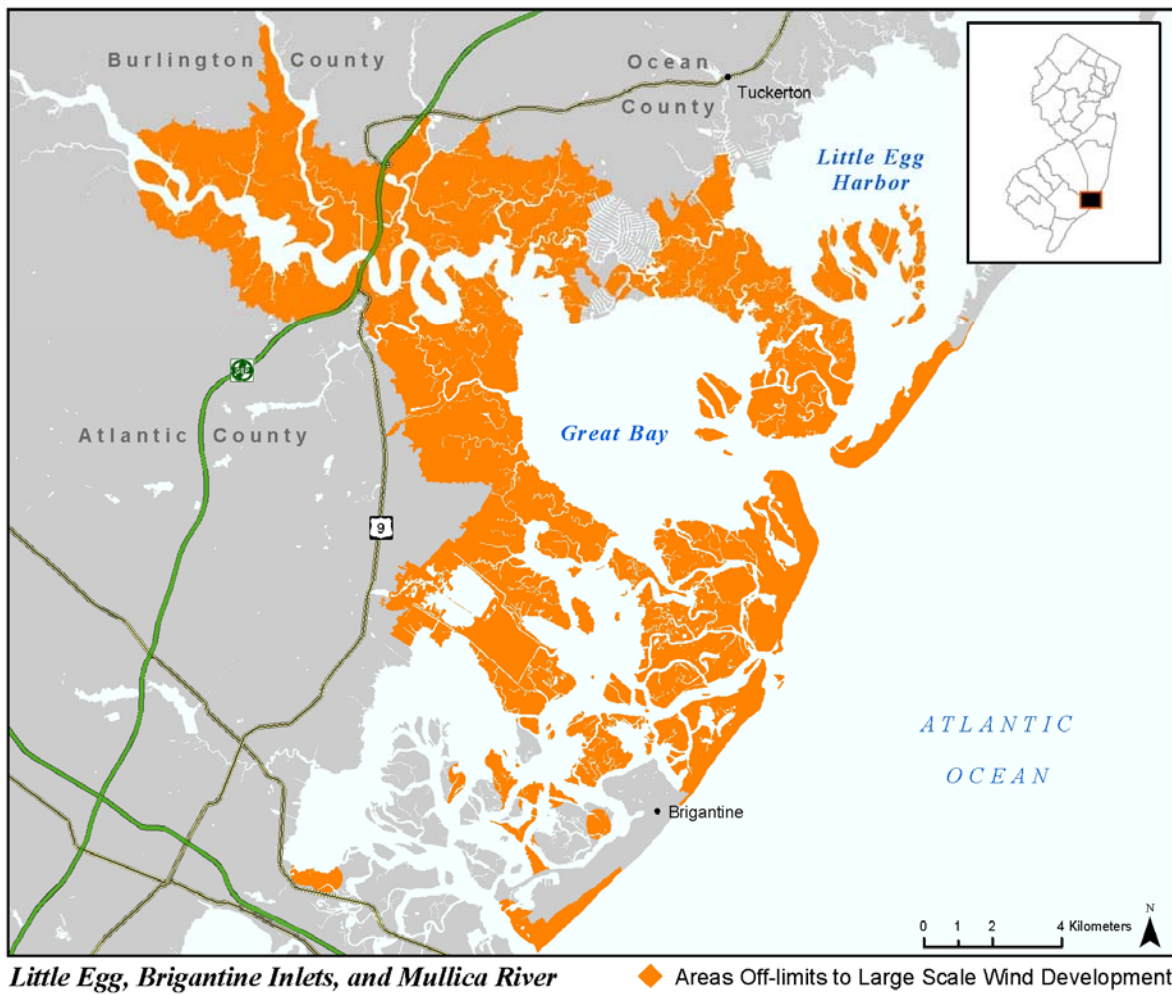 Burlington County
Ocean
County
Tuckerton
Little Egg
Harbor
Atlantic County
Great Bay
9
ATLANTIC
OCEAN
Brigantine
N
0 1 2 4 Kilometers
Little Egg, Brigantine Inlets, and Mullica River
Areas Off-limits to Large Scale Wind Development